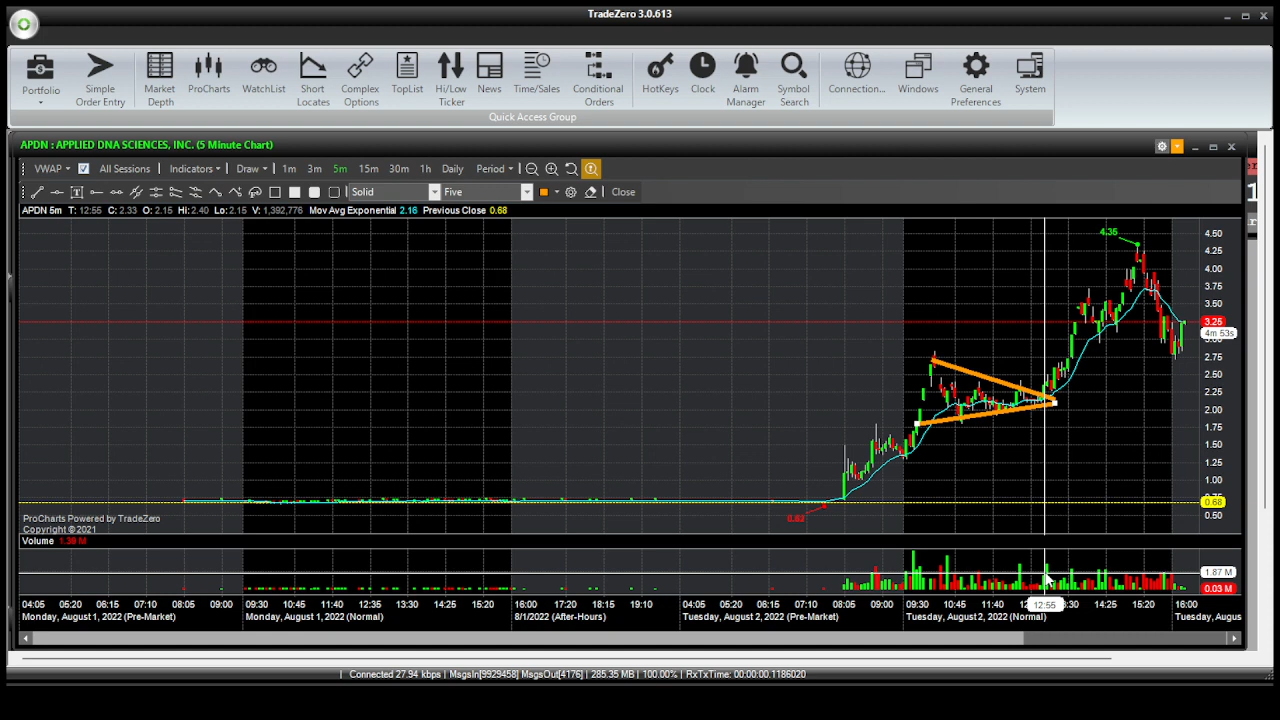 TradeZero 3.0.613
Portfolio
Simple Order Entry
Market Depth
ProCharts
WatchList
Short Locates
Complex Options
TopList
Hi/Low Ticker
News
Time/Sales
Conditional Orders
HotKeys
Clock
Alarm Manager
Symbol Search
Connection...
Windows
General Preferences
System
Quick Access Group
APDN : APPLIED DNA SCIENCES, INC. (5 Minute Chart)
VWAP All Sessions Indicators Draw 1m 3m 5m 15m 30m 1h Daily Period
Solid Five Close
APDN 5m T: 12:55 C: 2.33 O: 2.15 Hi: 2.40 Lo: 2.15 V: 1,392,776 Mov Avg Exponential 2.16 Previous Close 0.68
4.35
4.50
4.25
4.00
3.75
3.50
3.25
4m 53s
3.00
2.75
2.50
2.25
2.00
1.75
1.50
1.25
1.00
0.68
0.50
ProCharts Powered by TradeZero
Copyright © 2021
Volume 1.39 M
1.87 M
0.03 M
04:05 05:20 06:15 07:10 08:05 09:00 09:30 10:45 11:40 12:35 13:30 14:25 15:20 16:00 17:20 18:15 19:10 04:05 05:20 06:15 07:10 08:05 09:00 09:30 10:45 11:40 12:55 14:25 15:20 16:00
Monday, August 1, 2022 (Pre-Market) Monday, August 1, 2022 (Normal) 8/1/2022 (After-Hours) Tuesday, August 2, 2022 (Pre-Market) Tuesday, August 2, 2022 (Normal) Tuesday, Augus
Connected 27.94 kbps | MsgsIn[9929458] MsgsOut[4176] | 285.35 MB | 100.00% | RxTxTime: 00:00:00.1186020